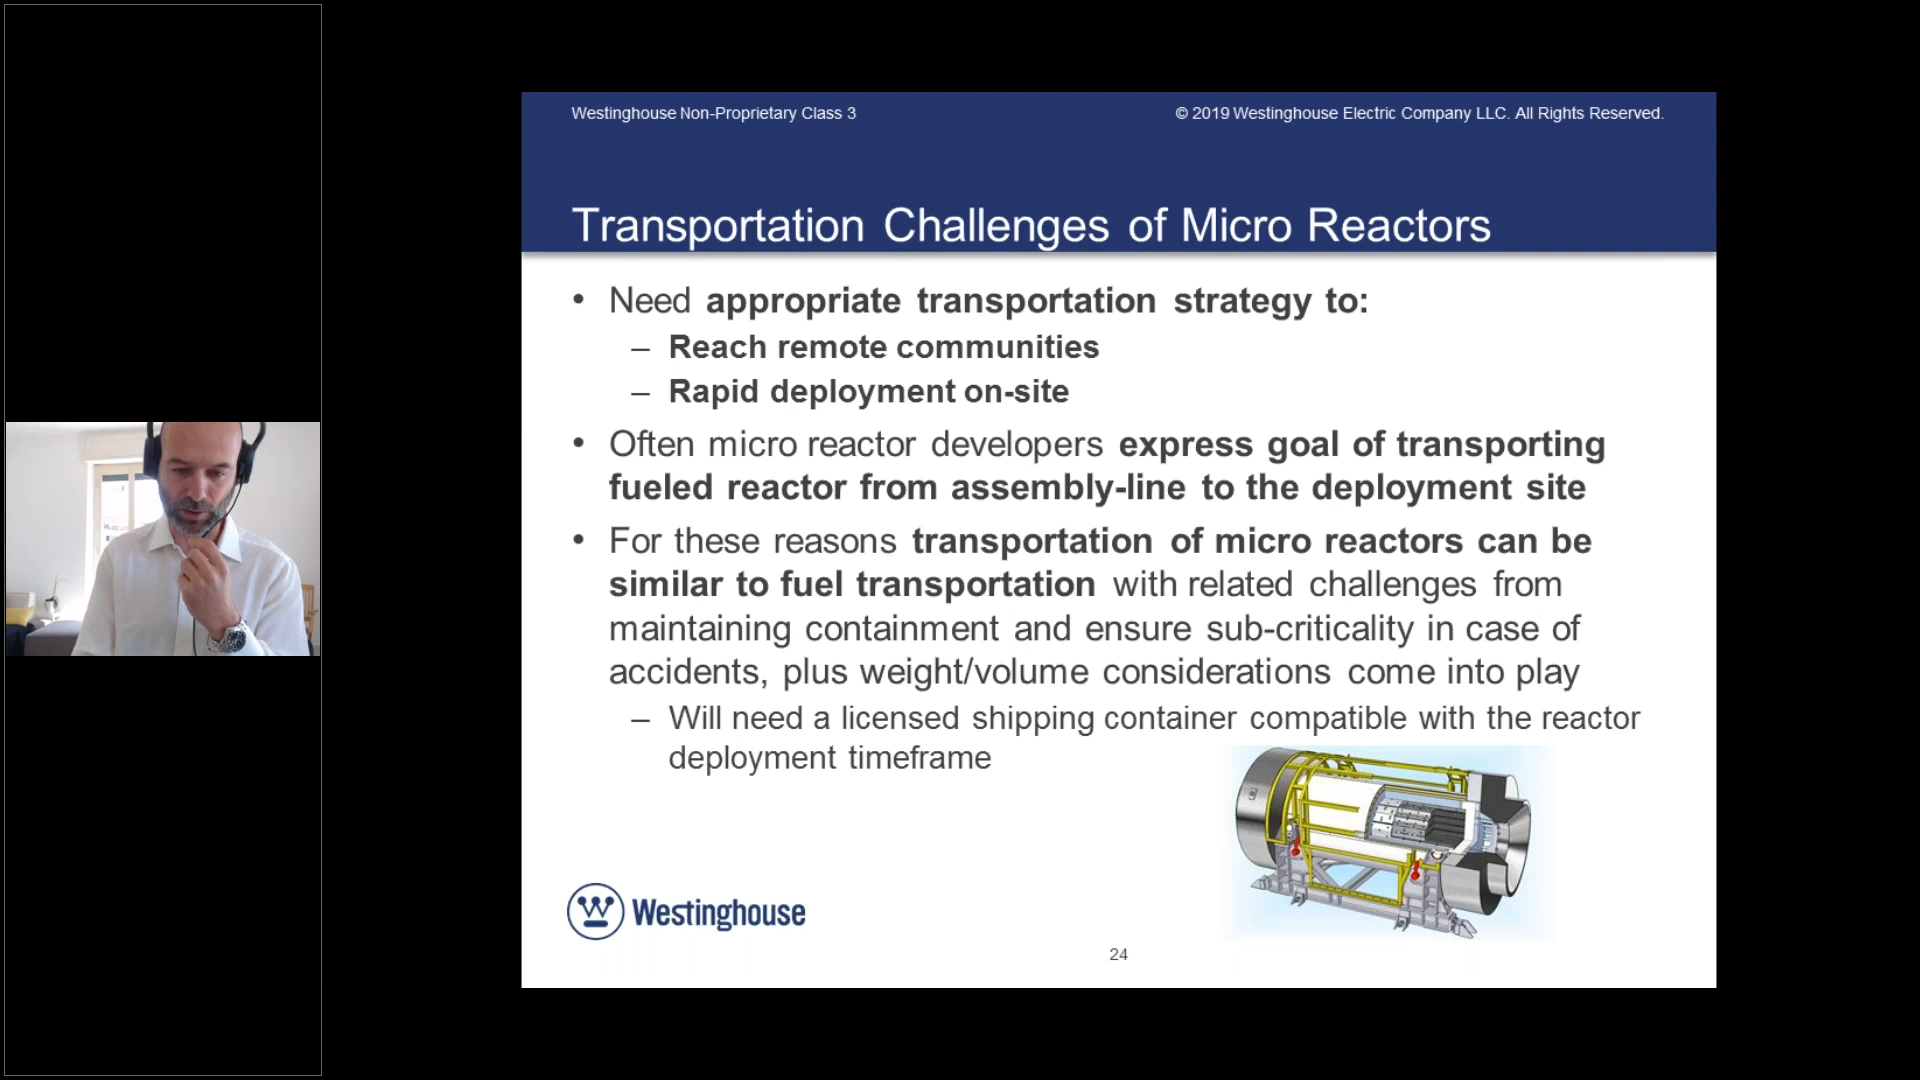 Westinghouse Non-Proprietary Class 3
© 2019 Westinghouse Electric Company LLC. All Rights Reserved.
Transportation Challenges of Micro Reactors
• Need appropriate transportation strategy to:
– Reach remote communities
– Rapid deployment on-site
• Often micro reactor developers express goal of transporting
fueled reactor from assembly-line to the deployment site
• For these reasons transportation of micro reactors can be
similar to fuel transportation with related challenges from
maintaining containment and ensure sub-criticality in case of
accidents, plus weight/volume considerations come into play
– Will need a licensed shipping container compatible with the reactor
deployment timeframe
W Westinghouse
24